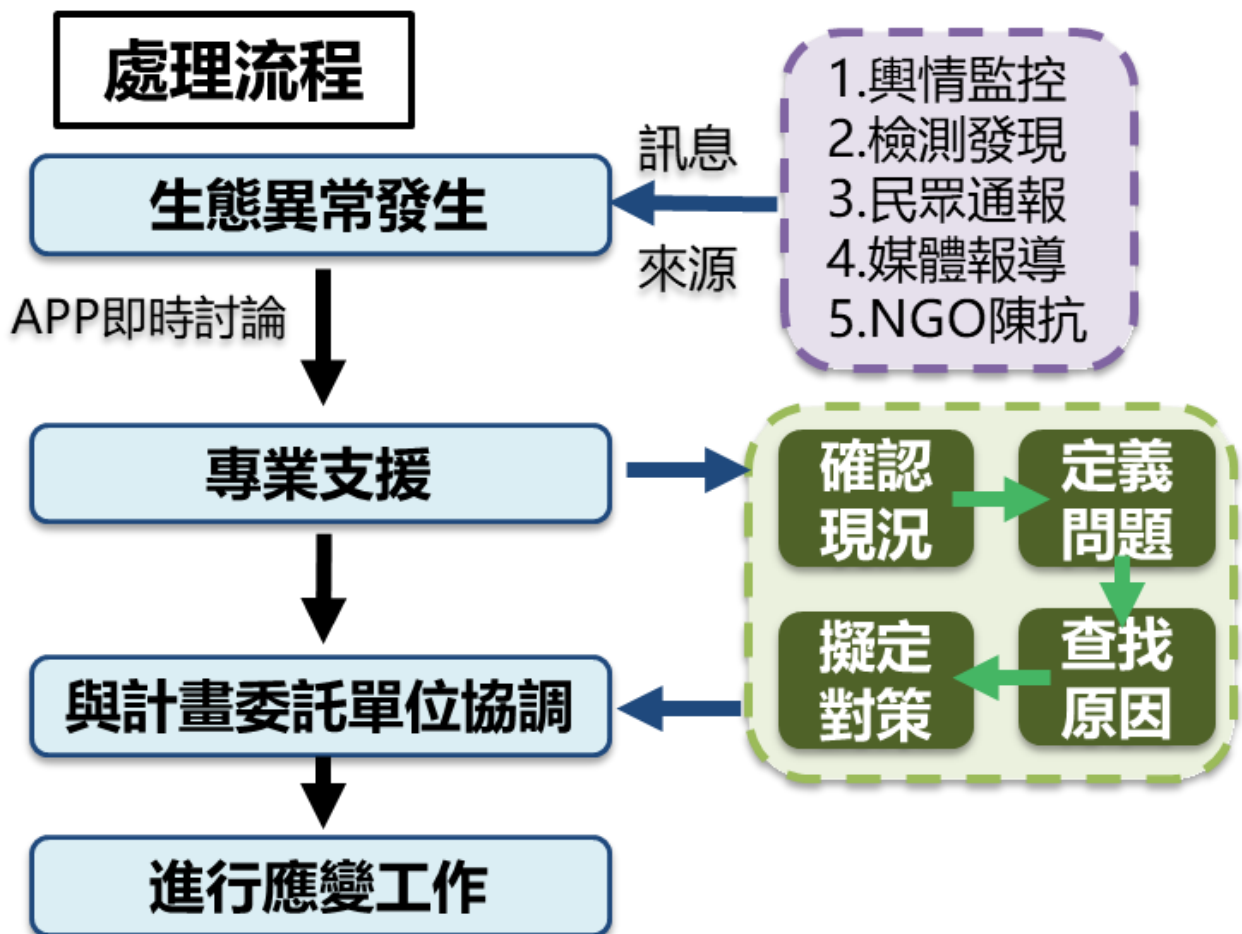 處理流程
生態異常發生
訊息
來源
1.輿情監控
2.檢測發現
3.民眾通報
4.媒體報導
5.NGO陳抗
APP即時討論
專業支援
確認
現況
定義
問題
查找
原因
擬定
對策
與計畫委託單位協調
進行應變工作